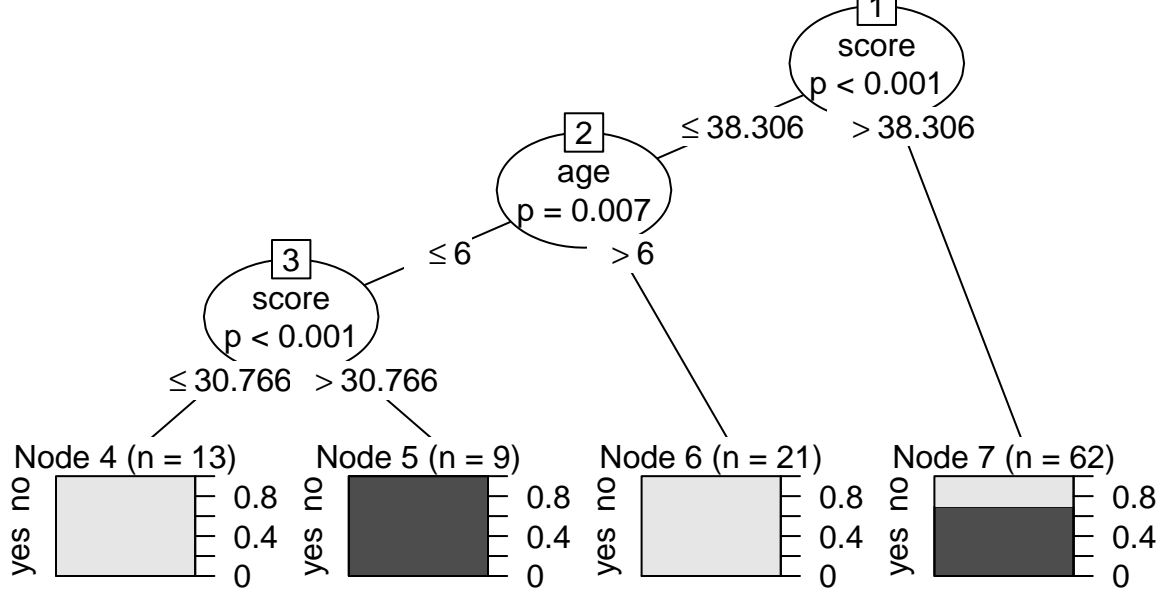 1
score
p < 0.001
≤ 38.306 > 38.306
2
age
p = 0.007
≤ 6 > 6
3
score
p < 0.001
≤ 30.766 > 30.766
Node 4 (n = 13)
yes no
0.8
0.4
0
Node 5 (n = 9)
yes no
0.8
0.4
0
Node 6 (n = 21)
yes no
0.8
0.4
0
Node 7 (n = 62)
yes no
0.8
0.4
0